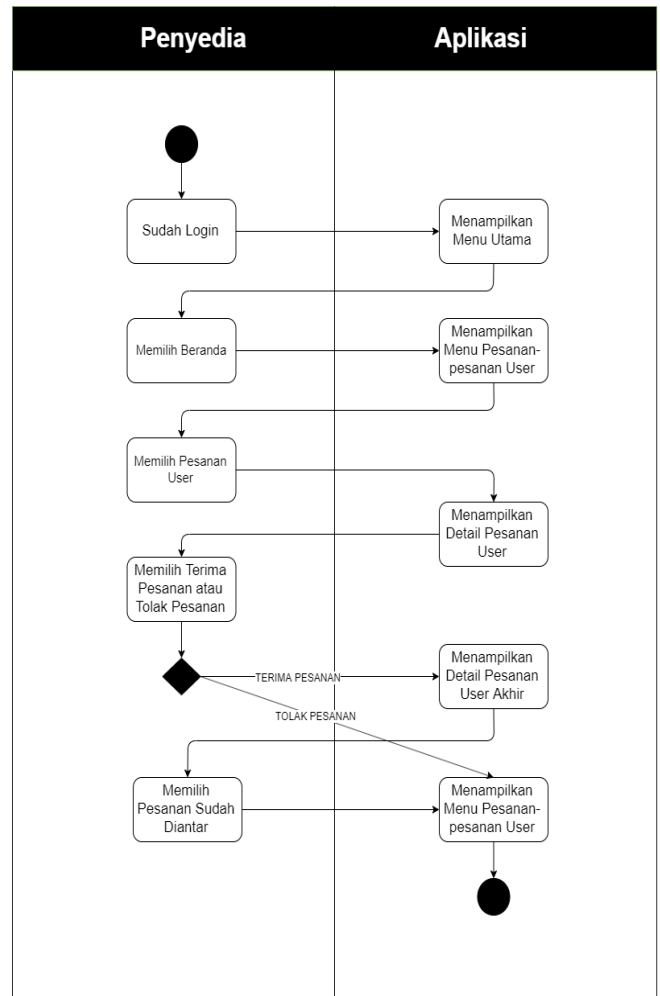 Penyedia
Aplikasi
Sudah Login
Menampilkan
Menu Utama
Memilih Beranda
Menampilkan
Menu Pesanan-
pesanan User
Memilih Pesanan
User
Menampilkan
Detail Pesanan
User
Memilih Terima
Pesanan atau
Tolak Pesanan
TERIMA PESANAN
Menampilkan
Detail Pesanan
User Akhir
TOLAK PESANAN
Memilih
Pesanan Sudah
Diantar
Menampilkan
Menu Pesanan-
pesanan User